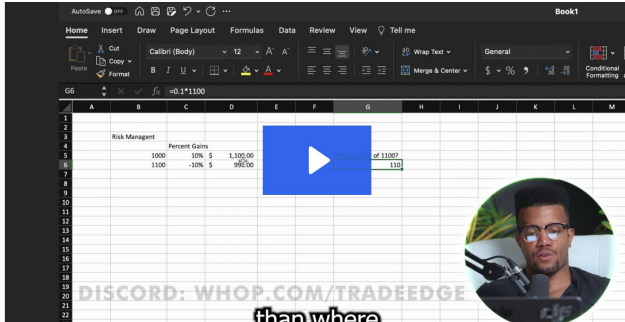 AutoSave OFF Book1
Home Insert Draw Page Layout Formulas Data Review View Tell me
Paste Cut Copy Format Calibri (Body) 12 A^ A˅ B I U A Wrap Text Merge & Center General $ % Conditional Formatting
G6 fx =0.1*1100
A B C D E F G H I J K L M
1
2
3 Risk Managent
4 Percent Gains
5 1000 10% $ 1,100.00 of 1100?
6 1100 -10% $ 110
7
8
9
10
11
12
13
14
15
16
17
18
19
20
21
22
DISCORD: WHOP.COM/TRADEEDGE
than where